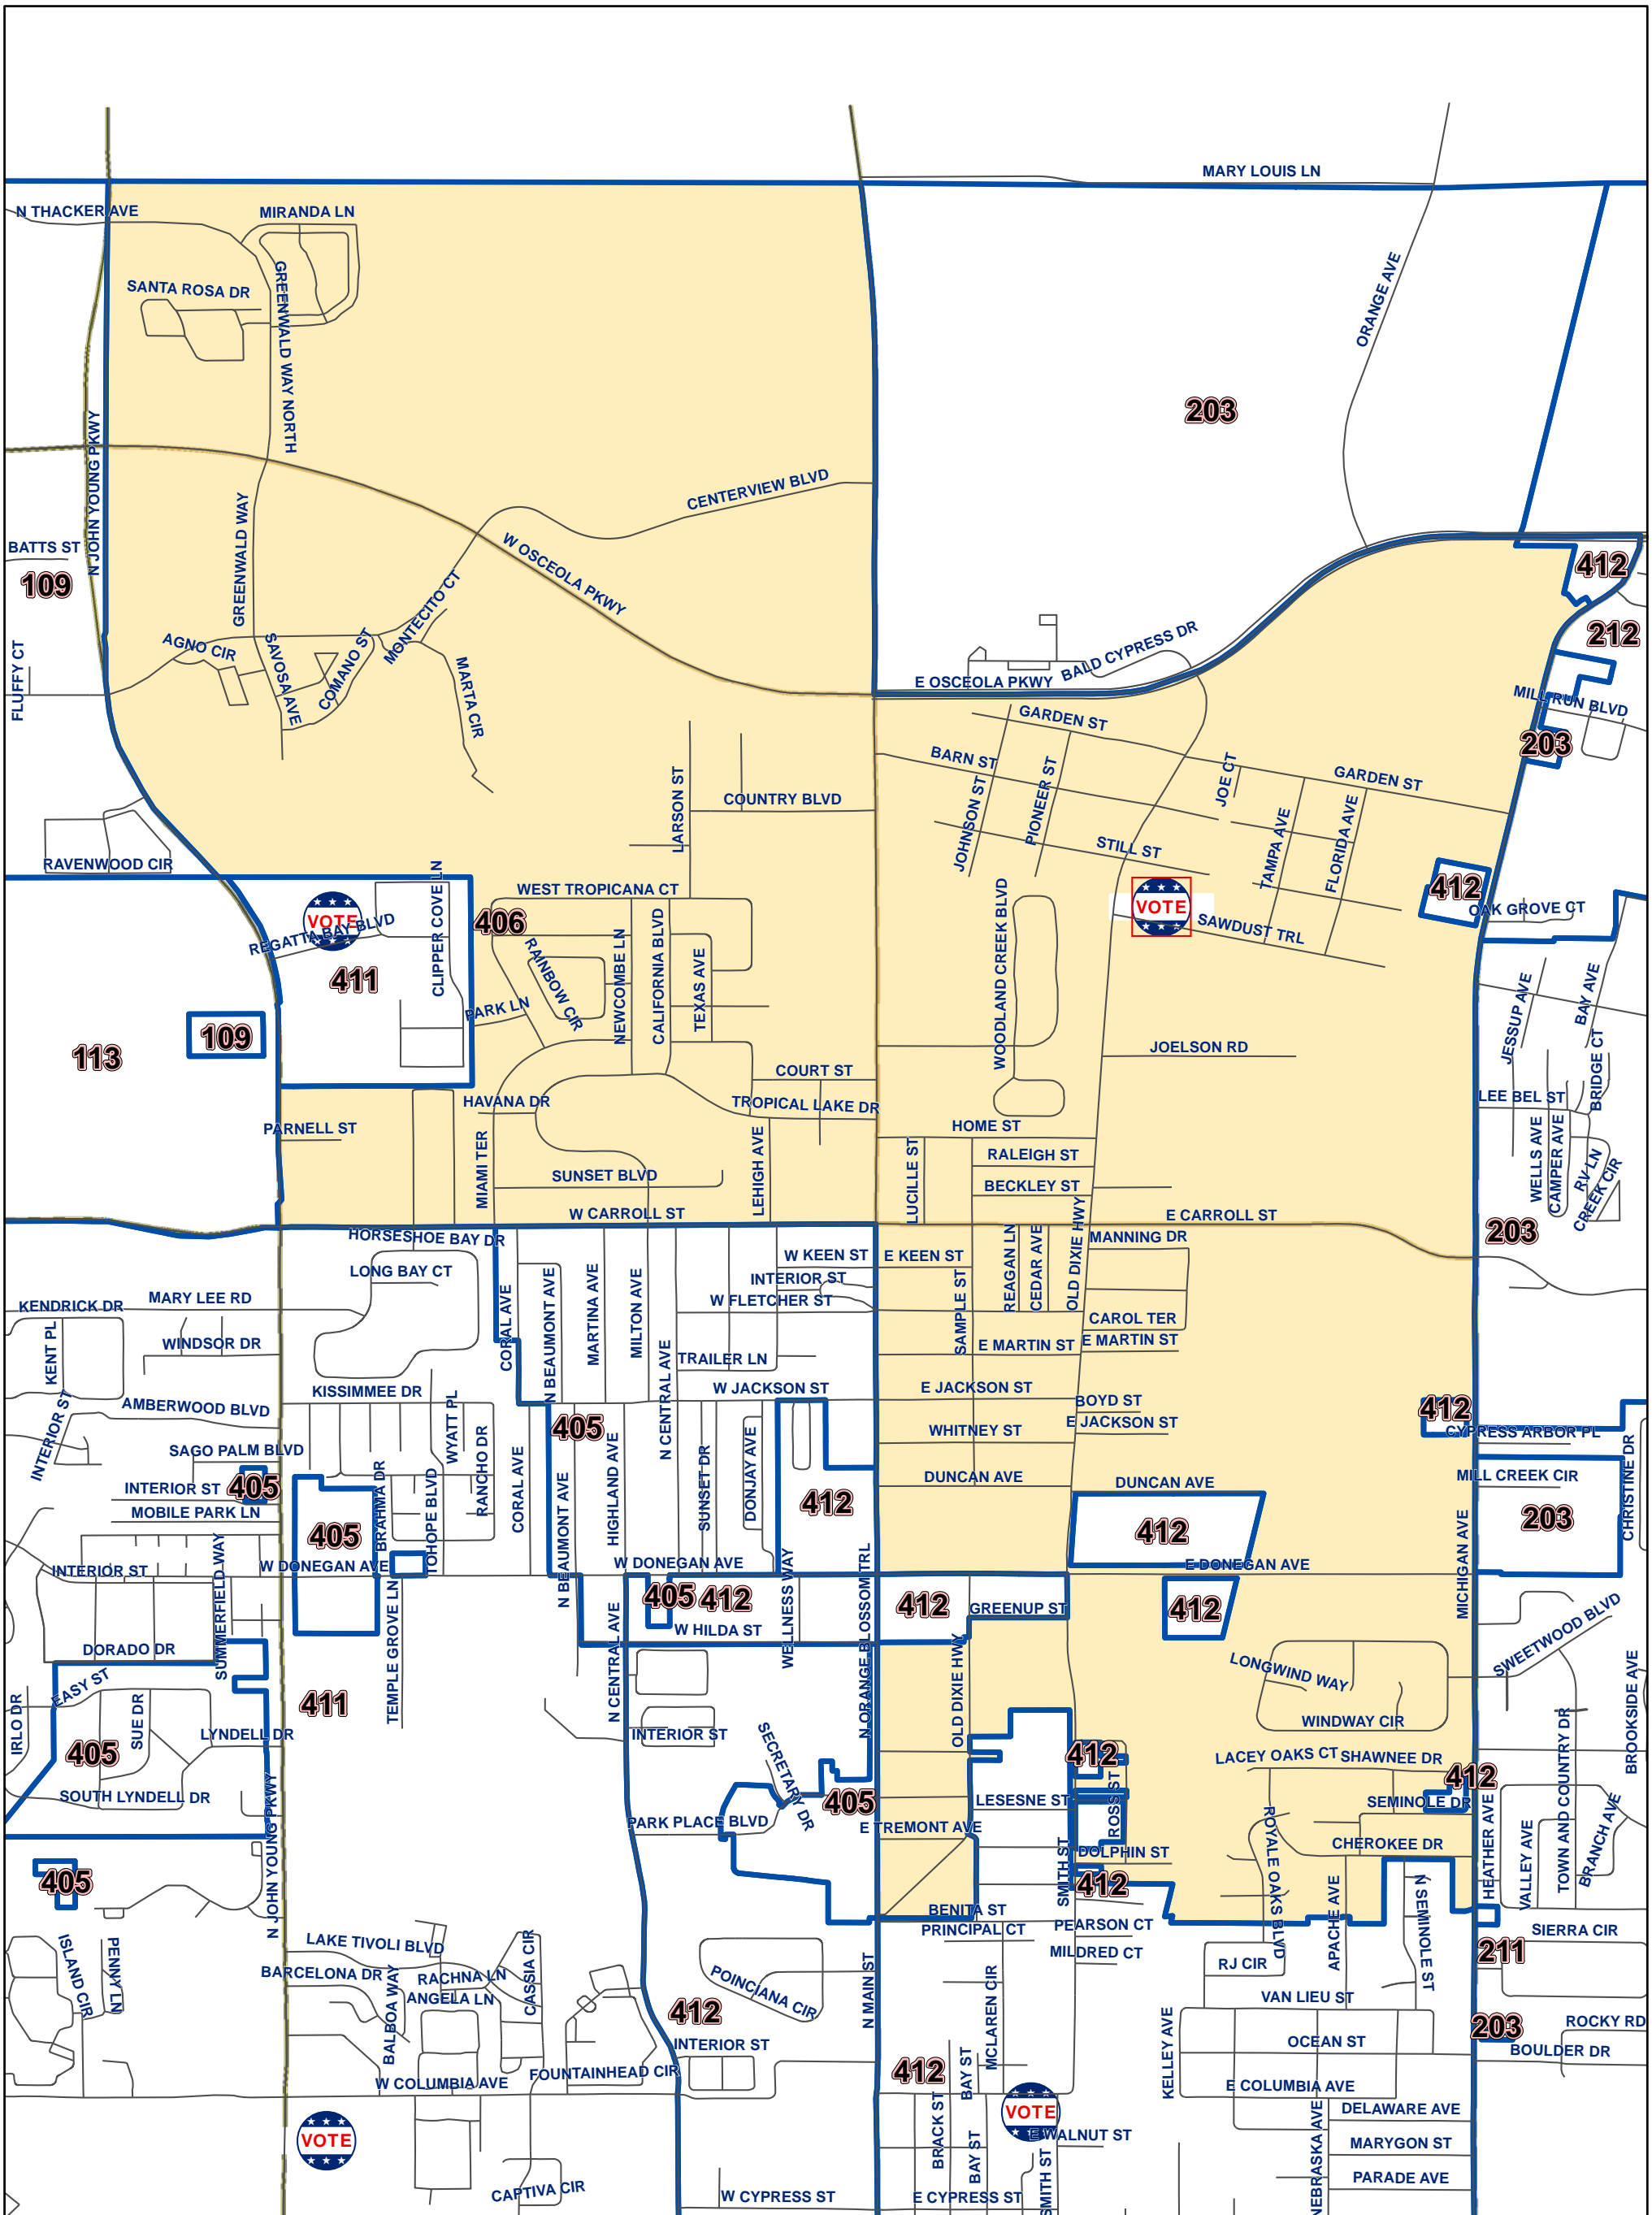 MARY LOUIS LN
N THACKER AVE
MIRANDA LN
SANTA ROSA DR
GREENWALD WAY NORTH
ORANGE AVE
203
N JOHN YOUNG PKWY
CENTERVIEW BLVD
GREENWALD WAY
W OSCEOLA PKWY
BATTS ST
109
412
MONTECITO CT
212
AGNO CIR
SAVOSA AVE
COMANO ST
MARTA CIR
FLUFFY CT
BALD CYPRESS DR
E OSCEOLA PKWY
MILL RUN BLVD
GARDEN ST
203
BARN ST
JOHNSON ST
PIONEER ST
JOE CT
GARDEN ST
TAMPA AVE
FLORIDA AVE
LARSON ST
COUNTRY BLVD
STILL ST
RAVENWOOD CIR
WEST TROPICANA CT
412
OAK GROVE CT
VOTE
REGATTA BAY BLVD
CLIPPER COVE LN
406
VOTE
SAWDUST TRL
411
RAINBOW CIR
NEWCOMBE LN
CALIFORNIA BLVD
TEXAS AVE
WOODLAND CREEK BLVD
PARK LN
109
113
JESSUP AVE
BAY AVE
JOELSON RD
COURT ST
BRIDGE CT
HAVANA DR
TROPICAL LAKE DR
LEE BEL ST
PARNELL ST
HOME ST
MIAMI TER
LEHIGH AVE
LUCILLE ST
RALEIGH ST
WELLS AVE
CAMPER AVE
RV LN
CREEK CIR
SUNSET BLVD
BECKLEY ST
W CARROLL ST
E CARROLL ST
203
HORSESHOE BAY DR
MANNING DR
W KEEN ST
E KEEN ST
REAGAN LN
CEDAR AVE
OLD DIXIE HWY
LONG BAY CT
INTERIOR ST
KENDRICK DR
MARY LEE RD
W FLETCHER ST
CORAL AVE
N BEAUMONT AVE
MARTINA AVE
MILTON AVE
N CENTRAL AVE
SAMPLE ST
CAROL TER
KENT PL
WINDSOR DR
TRAILER LN
E MARTIN ST
E MARTIN ST
KISSIMMEE DR
W JACKSON ST
E JACKSON ST
BOYD ST
AMBERWOOD BLVD
INTERIOR ST
WYATT PL
405
WHITNEY ST
E JACKSON ST
412
CYPRESS ARBOR PL
SAGO PALM BLVD
RANCHO DR
CORAL AVE
HIGHLAND AVE
SUNSET DR
DONJAY AVE
DUNCAN AVE
DUNCAN AVE
MILL CREEK CIR
CHRISTINE DR
INTERIOR ST
405
412
MOBILE PARK LN
405
BRAHMA DR
TOHOPE BLVD
N BEAUMONT AVE
412
203
INTERIOR ST
W DONEGAN AVE
W DONEGAN AVE
E DONEGAN AVE
MICHIGAN AVE
SUMMERFIELD WAY
TEMPLE GROVE LN
405
412
412
GREENUP ST
412
N CENTRAL AVE
W HILDA ST
WELLNESS WAY
N ORANGE BLOSSOM TRL
DORADO DR
SWEETWOOD BLVD
LONGWIND WAY
EASY ST
411
OLD DIXIE HWY
IRLO DR
SUE DR
LYNDELL DR
INTERIOR ST
WINDWAY CIR
TOWN AND COUNTRY DR
BROOKSIDE AVE
405
SECRETARY DR
412
LACEY OAKS CT
SHAWNEE DR
412
SOUTH LYNDELL DR
405
LESESNE ST
ROSS ST
SEMINOLE DR
PARK PLACE BLVD
E TREMONT AVE
ROYALE OAKS BLVD
CHEROKEE DR
HEATHER AVE
VALLEY AVE
BRANCH AVE
N JOHN YOUNG PKWY
DOLPHIN ST
405
SMITH ST
412
BENITA ST
PRINCIPAL CT
PEARSON CT
APACHE AVE
N SEMINOLE ST
SIERRA CIR
ISLAND CIR
PENNY LN
LAKE TIVOLI BLVD
MILDRED CT
211
BARCELONA DR
RACHNA LN
CASSIA CIR
POINCIANA CIR
RJ CIR
BALBOA WAY
ANGELA LN
412
N MAIN ST
MCLAREN CIR
VAN LIEU ST
203
ROCKY RD
INTERIOR ST
OCEAN ST
BOULDER DR
FOUNTAINHEAD CIR
412
BAY ST
KELLEY AVE
W COLUMBIA AVE
E COLUMBIA AVE
VOTE
VOTE
BRACK ST
BAY ST
E WALNUT ST
SMITH ST
NEBRASKA AVE
DELAWARE AVE
MARYGON ST
PARADE AVE
CAPTIVA CIR
W CYPRESS ST
E CYPRESS ST